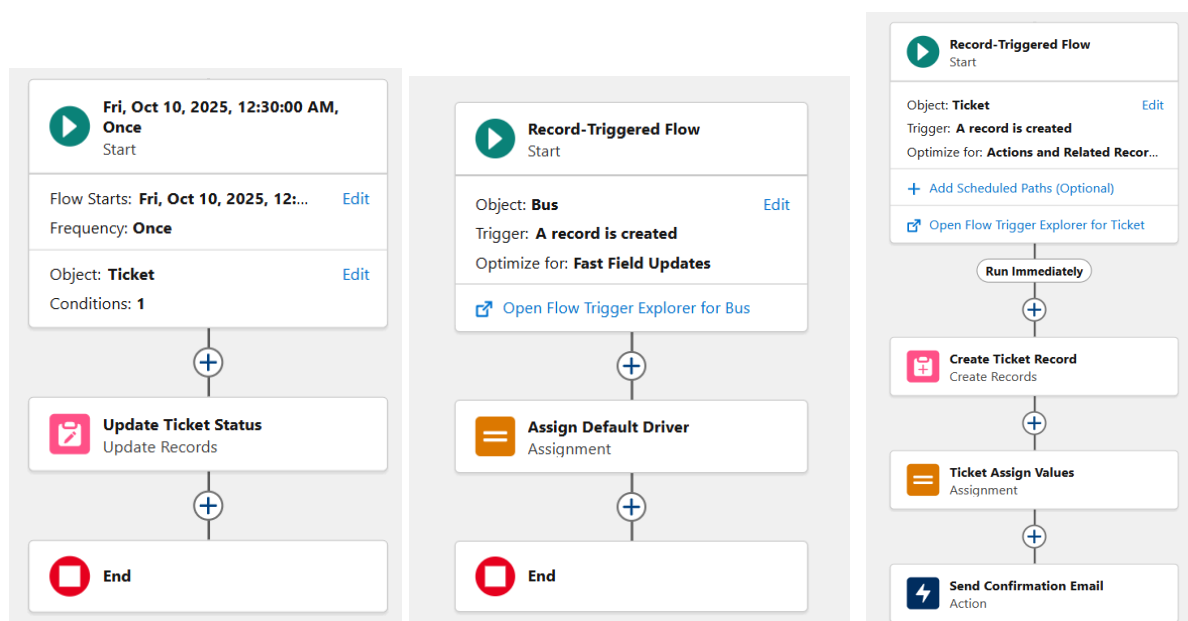 Fri, Oct 10, 2025, 12:30:00 AM,
Once
Start
Flow Starts: Fri, Oct 10, 2025, 12:...
Edit
Frequency: Once
Object: Ticket
Edit
Conditions: 1
Update Ticket Status
Update Records
End
Record-Triggered Flow
Start
Object: Bus
Edit
Trigger: A record is created
Optimize for: Fast Field Updates
Open Flow Trigger Explorer for Bus
Assign Default Driver
Assignment
End
Record-Triggered Flow
Start
Object: Ticket
Edit
Trigger: A record is created
Optimize for: Actions and Related Recor...
Add Scheduled Paths (Optional)
Open Flow Trigger Explorer for Ticket
Run Immediately
Create Ticket Record
Create Records
Ticket Assign Values
Assignment
Send Confirmation Email
Action